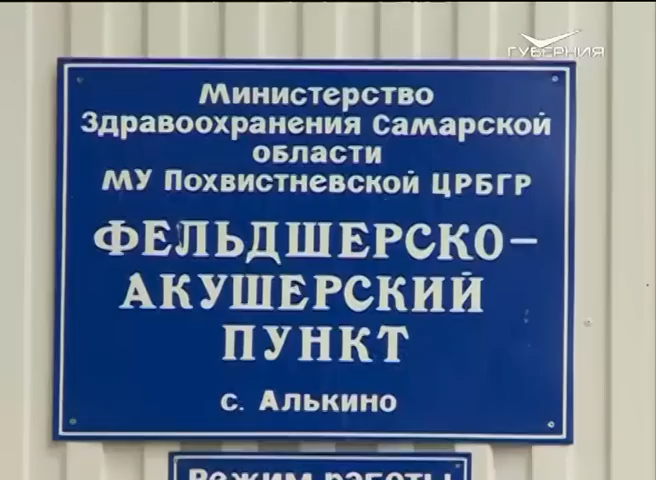 ГУБЕРНИЯ
Министерство
Здравоохранения Самарской
области
МУ Похвистневской ЦРБГР
ФЕЛЬДШЕРСКО-
АКУШЕРСКИЙ
ПУНКТ
с. Алькино
Режим работы